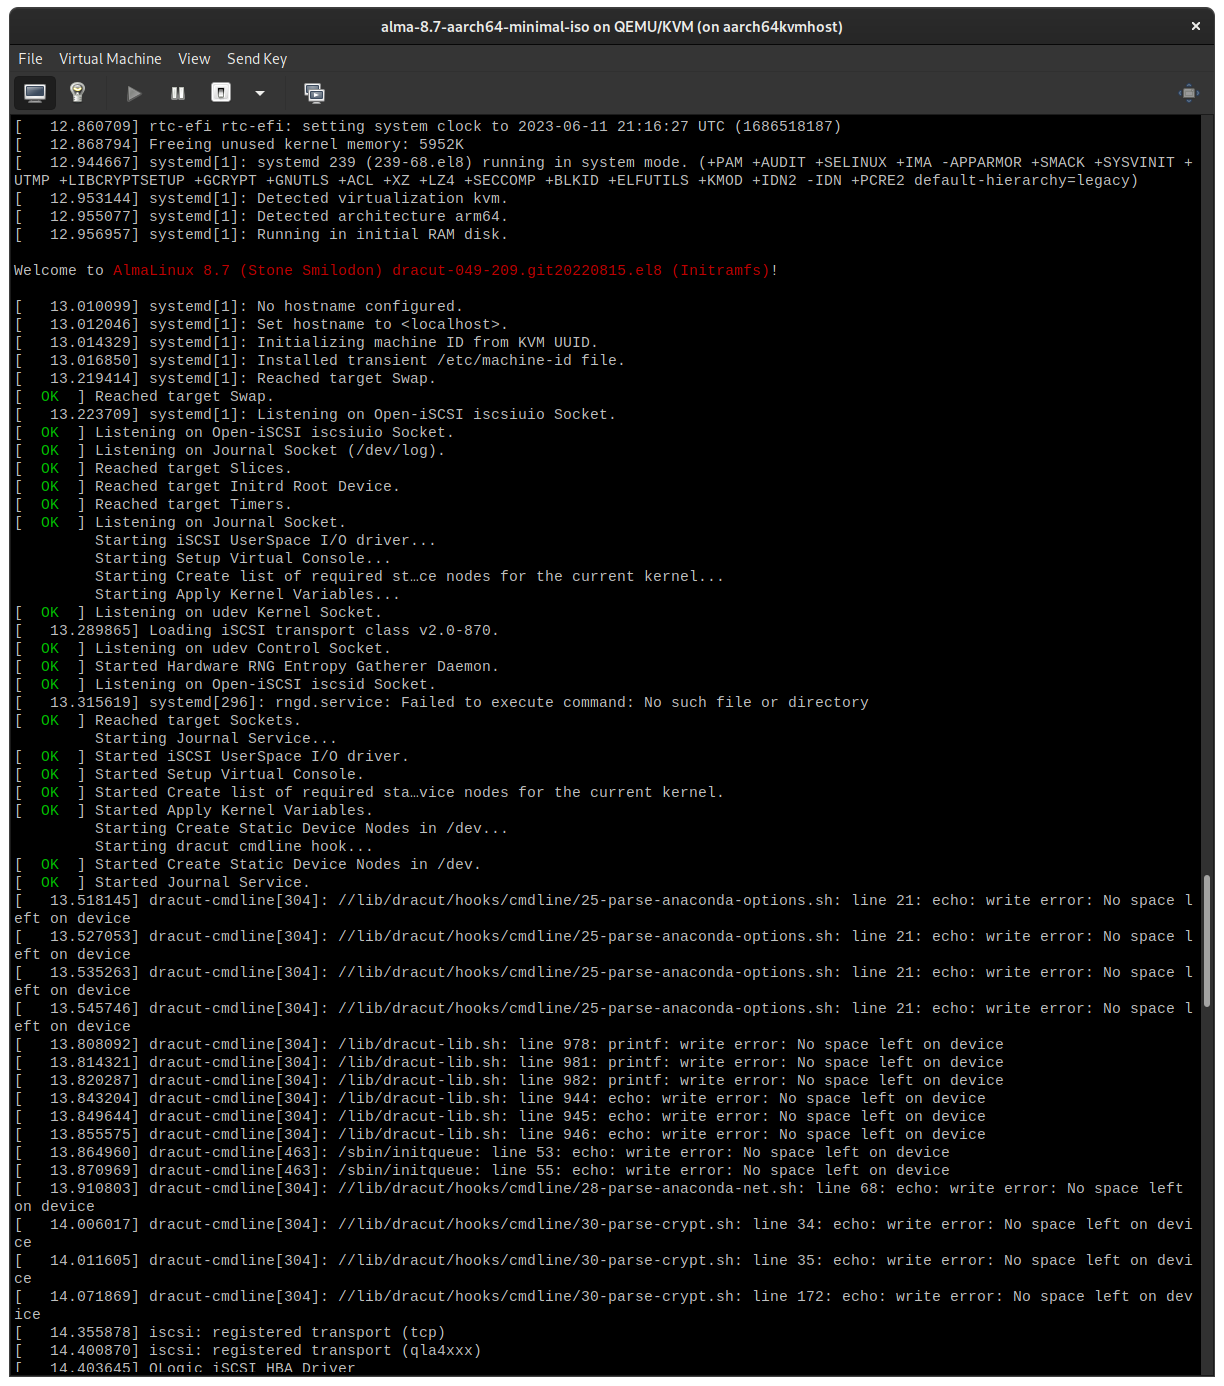 alma-8.7-aarch64-minimal-iso on QEMU/KVM (on aarch64kvmhost)
File Virtual Machine View Send Key
[   12.860709] rtc-efi rtc-efi: setting system clock to 2023-06-11 21:16:27 UTC (1686518187)
[   12.868794] Freeing unused kernel memory: 5952K
[   12.944667] systemd[1]: systemd 239 (239-68.el8) running in system mode. (+PAM +AUDIT +SELINUX +IMA -APPARMOR +SMACK +SYSVINIT +
UTMP +LIBCRYPTSETUP +GCRYPT +GNUTLS +ACL +XZ +LZ4 +SECCOMP +BLKID +ELFUTILS +KMOD +IDN2 -IDN +PCRE2 default-hierarchy=legacy)
[   12.953144] systemd[1]: Detected virtualization kvm.
[   12.955077] systemd[1]: Detected architecture arm64.
[   12.956957] systemd[1]: Running in initial RAM disk.
Welcome to AlmaLinux 8.7 (Stone Smilodon) dracut-049-209.git20220815.el8 (Initramfs)!
[   13.010099] systemd[1]: No hostname configured.
[   13.012046] systemd[1]: Set hostname to <localhost>.
[   13.014329] systemd[1]: Initializing machine ID from KVM UUID.
[   13.016850] systemd[1]: Installed transient /etc/machine-id file.
[   13.219414] systemd[1]: Reached target Swap.
[  OK  ] Reached target Swap.
[   13.223709] systemd[1]: Listening on Open-iSCSI iscsiuio Socket.
[  OK  ] Listening on Open-iSCSI iscsiuio Socket.
[  OK  ] Listening on Journal Socket (/dev/log).
[  OK  ] Reached target Slices.
[  OK  ] Reached target Initrd Root Device.
[  OK  ] Reached target Timers.
[  OK  ] Listening on Journal Socket.
Starting iSCSI UserSpace I/O driver...
Starting Setup Virtual Console...
Starting Create list of required st…ce nodes for the current kernel...
Starting Apply Kernel Variables...
[  OK  ] Listening on udev Kernel Socket.
[   13.289865] Loading iSCSI transport class v2.0-870.
[  OK  ] Listening on udev Control Socket.
[  OK  ] Started Hardware RNG Entropy Gatherer Daemon.
[  OK  ] Listening on Open-iSCSI iscsid Socket.
[   13.315619] systemd[296]: rngd.service: Failed to execute command: No such file or directory
[  OK  ] Reached target Sockets.
Starting Journal Service...
[  OK  ] Started iSCSI UserSpace I/O driver.
[  OK  ] Started Setup Virtual Console.
[  OK  ] Started Create list of required sta…vice nodes for the current kernel.
[  OK  ] Started Apply Kernel Variables.
Starting Create Static Device Nodes in /dev...
Starting dracut cmdline hook...
[  OK  ] Started Create Static Device Nodes in /dev.
[  OK  ] Started Journal Service.
[   13.518145] dracut-cmdline[304]: //lib/dracut/hooks/cmdline/25-parse-anaconda-options.sh: line 21: echo: write error: No space l
eft on device
[   13.527053] dracut-cmdline[304]: //lib/dracut/hooks/cmdline/25-parse-anaconda-options.sh: line 21: echo: write error: No space l
eft on device
[   13.535263] dracut-cmdline[304]: //lib/dracut/hooks/cmdline/25-parse-anaconda-options.sh: line 21: echo: write error: No space l
eft on device
[   13.545746] dracut-cmdline[304]: //lib/dracut/hooks/cmdline/25-parse-anaconda-options.sh: line 21: echo: write error: No space l
eft on device
[   13.808092] dracut-cmdline[304]: /lib/dracut-lib.sh: line 978: printf: write error: No space left on device
[   13.814321] dracut-cmdline[304]: /lib/dracut-lib.sh: line 981: printf: write error: No space left on device
[   13.820287] dracut-cmdline[304]: /lib/dracut-lib.sh: line 982: printf: write error: No space left on device
[   13.843204] dracut-cmdline[304]: /lib/dracut-lib.sh: line 944: echo: write error: No space left on device
[   13.849644] dracut-cmdline[304]: /lib/dracut-lib.sh: line 945: echo: write error: No space left on device
[   13.855575] dracut-cmdline[304]: /lib/dracut-lib.sh: line 946: echo: write error: No space left on device
[   13.864960] dracut-cmdline[463]: /sbin/initqueue: line 53: echo: write error: No space left on device
[   13.870969] dracut-cmdline[463]: /sbin/initqueue: line 55: echo: write error: No space left on device
[   13.910803] dracut-cmdline[304]: //lib/dracut/hooks/cmdline/28-parse-anaconda-net.sh: line 68: echo: write error: No space left
on device
[   14.006017] dracut-cmdline[304]: //lib/dracut/hooks/cmdline/30-parse-crypt.sh: line 34: echo: write error: No space left on devi
ce
[   14.011605] dracut-cmdline[304]: //lib/dracut/hooks/cmdline/30-parse-crypt.sh: line 35: echo: write error: No space left on devi
ce
[   14.071869] dracut-cmdline[304]: //lib/dracut/hooks/cmdline/30-parse-crypt.sh: line 172: echo: write error: No space left on dev
ice
[   14.355878] iscsi: registered transport (tcp)
[   14.400870] iscsi: registered transport (qla4xxx)
[   14.403645] QLogic iSCSI HBA Driver